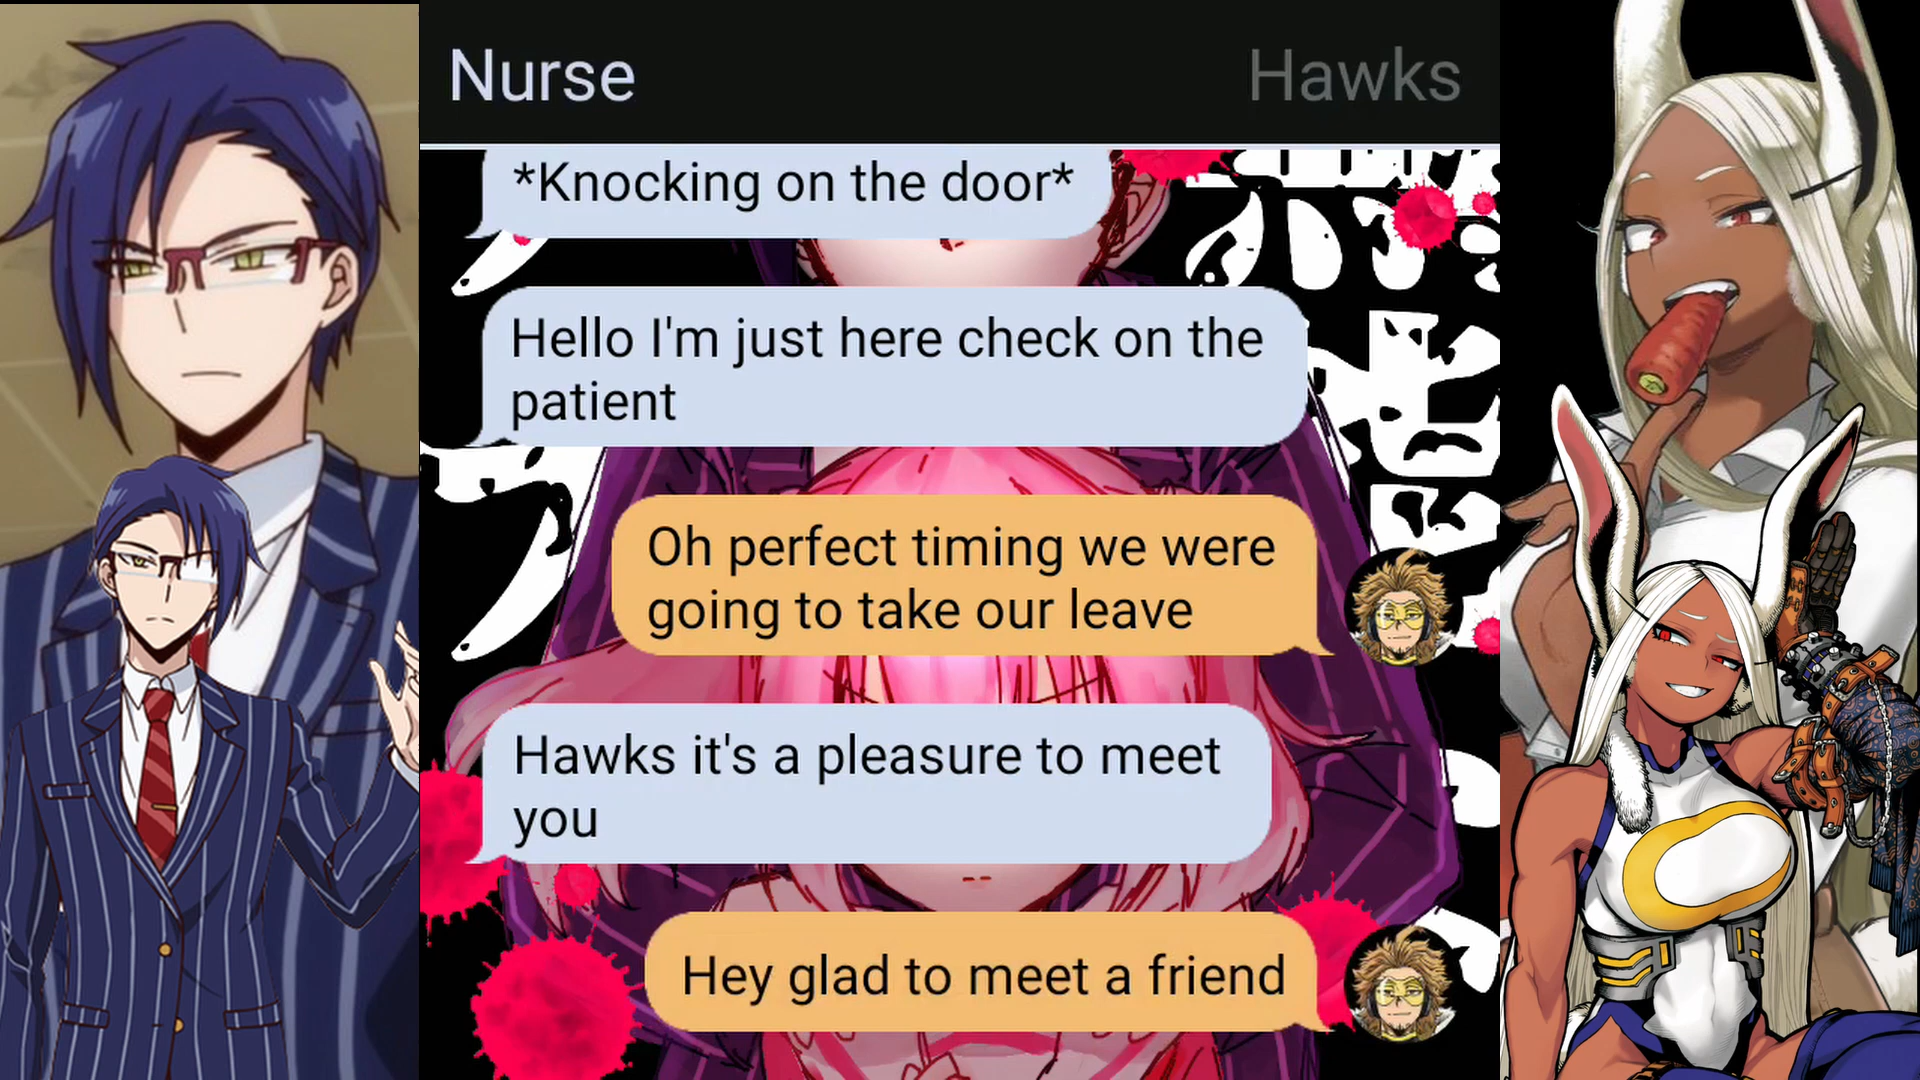 Nurse
Hawks
*Knocking on the door*
Hello I'm just here check on the
patient
Oh perfect timing we were
going to take our leave
Hawks it's a pleasure to meet
you
Hey glad to meet a friend